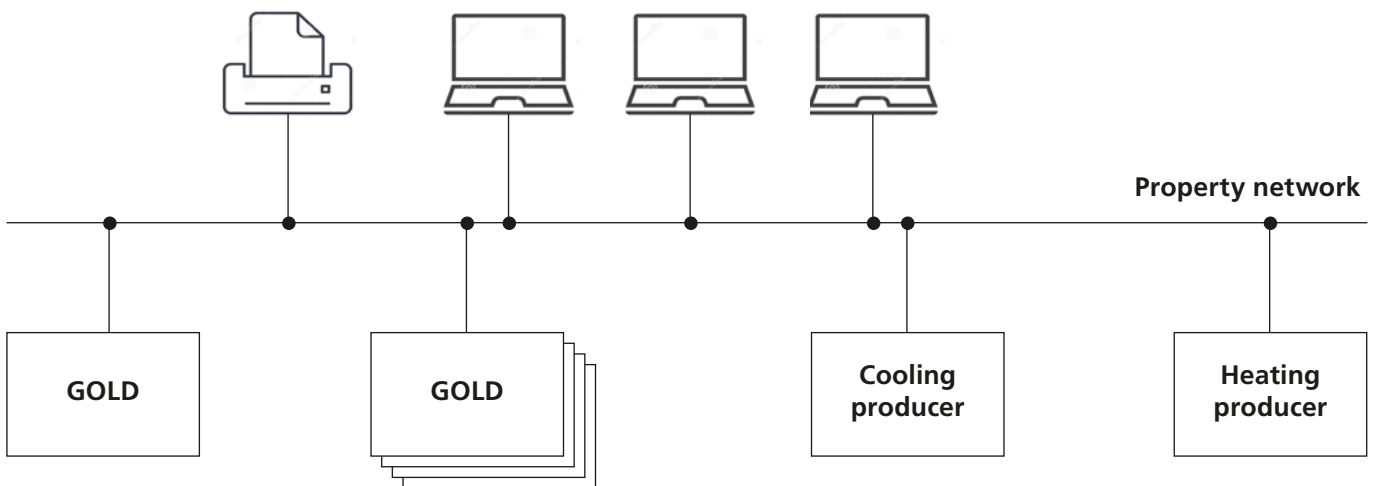 Property network
GOLD
GOLD
Cooling
producer
Heating
producer